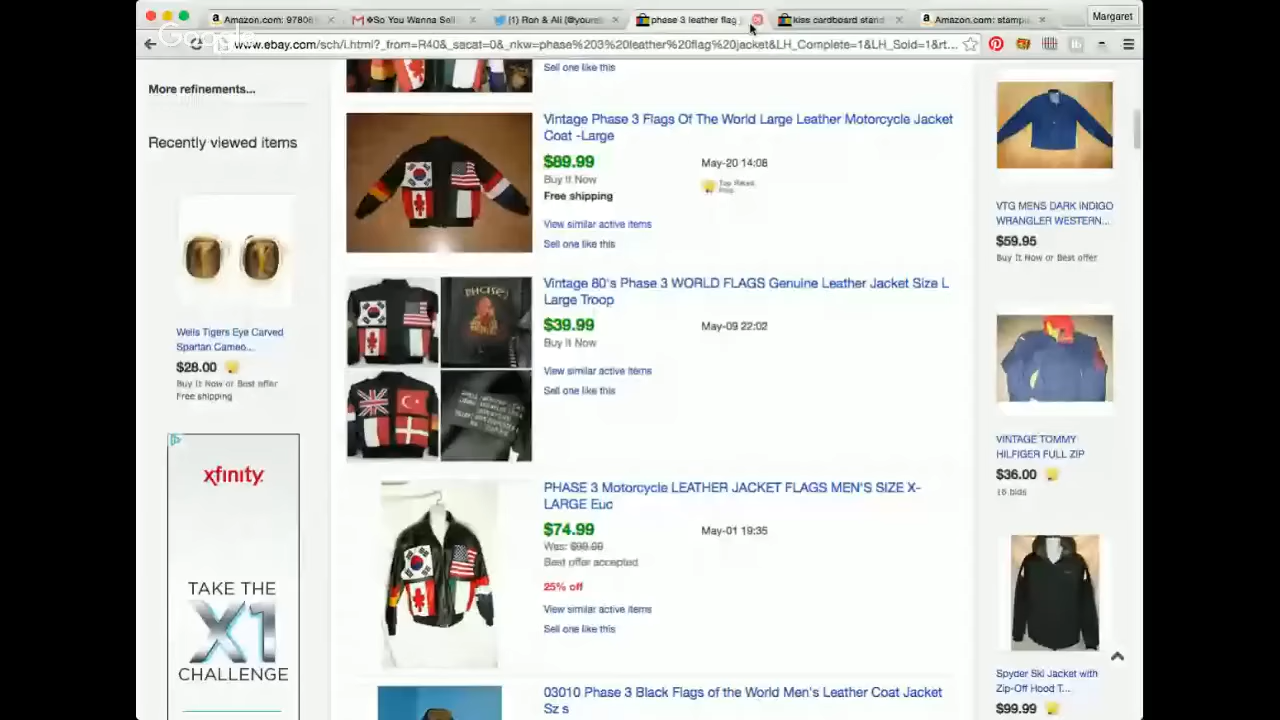 Amazon.com: 97808
So You Wanna Sell
(1) Ron & Ali (@yours
phase 3 leather flag j
kiss cardboard stand
Amazon.com: stampi
Margaret
Google
www.ebay.com/sch/i.html?_from=R40&_sacat=0&_nkw=phase%203%20leather%20flag%20jacket&LH_Complete=1&LH_Sold=1&rt...
More refinements...
Recently viewed items
Wells Tigers Eye Carved
Spartan Cameo...
$28.00
Buy It Now or Best offer
Free shipping
xfinity
TAKE THE
X1
CHALLENGE
Sell one like this
Vintage Phase 3 Flags Of The World Large Leather Motorcycle Jacket
Coat -Large
$89.99
May-20 14:08
Buy It Now
Top Rated
Plus
Free shipping
View similar active items
Sell one like this
Vintage 80's Phase 3 WORLD FLAGS Genuine Leather Jacket Size L
Large Troop
$39.99
May-09 22:02
Buy It Now
View similar active items
Sell one like this
PHASE 3 Motorcycle LEATHER JACKET FLAGS MEN'S SIZE X-
LARGE Euc
$74.99
May-01 19:35
Was: $99.99
Best offer accepted
25% off
View similar active items
Sell one like this
03010 Phase 3 Black Flags of the World Men's Leather Coat Jacket
Sz s
VTG MENS DARK INDIGO
WRANGLER WESTERN...
$59.95
Buy It Now or Best offer
VINTAGE TOMMY
HILFIGER FULL ZIP
$36.00
16 bids
Spyder Ski Jacket with
Zip-Off Hood T...
$99.99